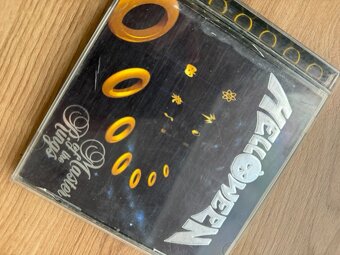 HELLOWEEN
Master
of the
Rings